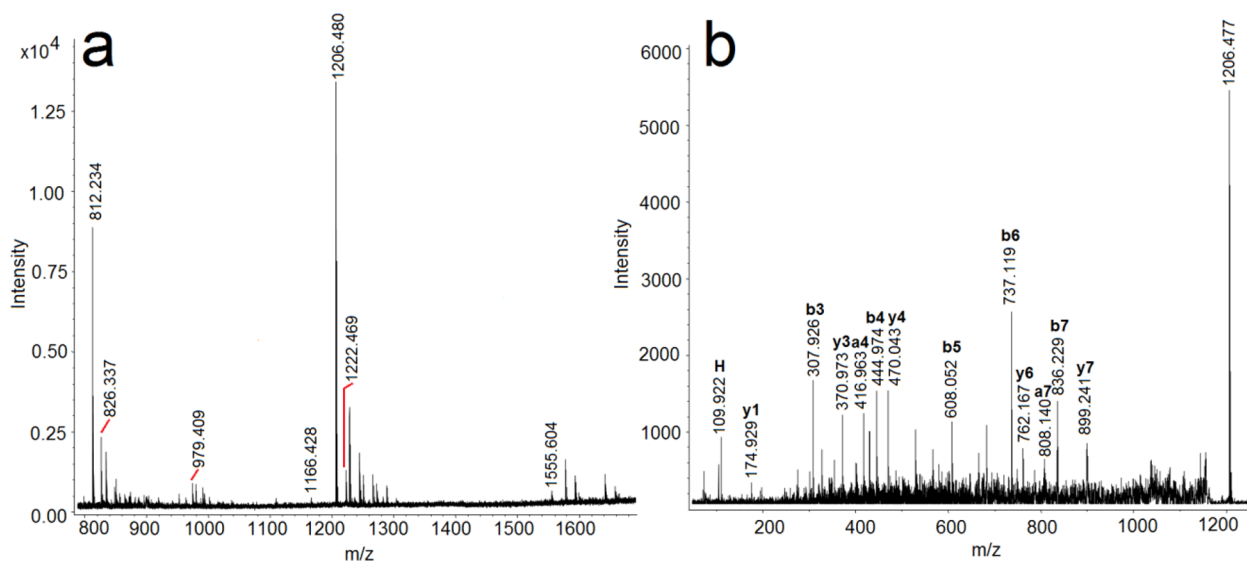 a
x10⁴
1.25
1.00
0.75
0.50
0.25
0.00
Intensity
800 900 1000 1100 1200 1300 1400 1500 1600
m/z
812.234
826.337
979.409
1166.428
1206.480
1222.469
1555.604
b
6000
5000
4000
3000
2000
1000
Intensity
200 400 600 800 1000 1200
m/z
H
109.922
y1
174.929
b3
307.926
y3
370.973
a4
416.963
b4
444.974
y4
470.043
b5
608.052
b6
737.119
y6
762.167
a7
808.140
b7
836.229
y7
899.241
1206.477